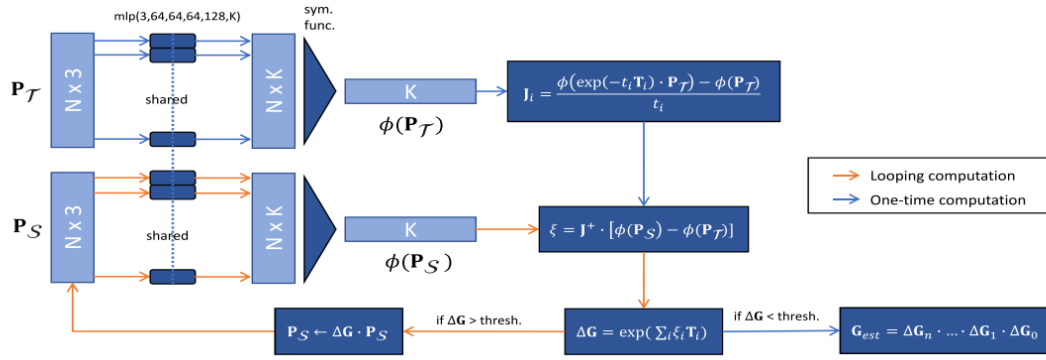 mlp(3,64,64,64,128,K)
sym.
func.
N x 3
shared
N x K
K
P_𝒯
ϕ(P_𝒯)
J_i = ϕ(exp(−t_i T_i) · P_𝒯) − ϕ(P_𝒯) / t_i
Looping computation
One-time computation
N x 3
shared
N x K
K
P_𝒮
ϕ(P_𝒮)
ξ = J⁺ · [ϕ(P_𝒮) − ϕ(P_𝒯)]
P_𝒮 ← ΔG · P_𝒮
if ΔG > thresh.
ΔG = exp( ∑_i ξ_i T_i)
if ΔG < thresh.
G_est = ΔG_n · … · ΔG_1 · ΔG_0